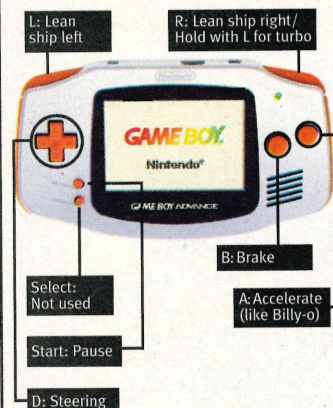 L: Lean
ship left
R: Lean ship right/
Hold with L for turbo
Nintendo
GAME BOY.
Nintendo®
GAME BOY ADVANCE
B: Brake
Select:
Not used
A: Accelerate
(like Billy-o)
Start: Pause
D: Steering